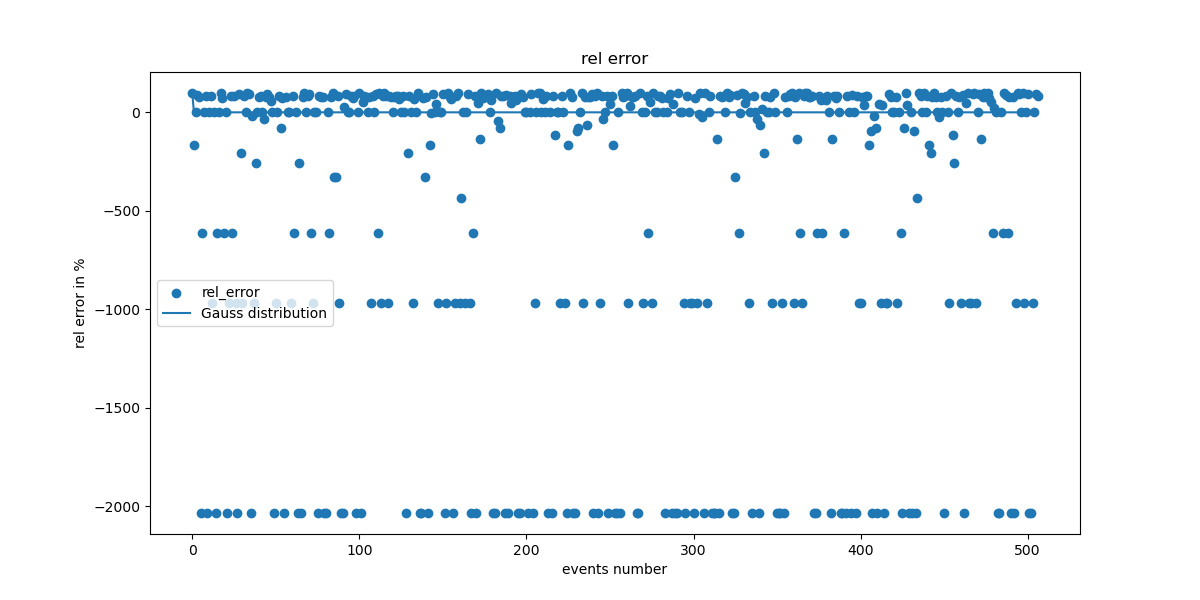 rel error
0
−500
−1000
−1500
−2000
rel error in %
rel_error
Gauss distribution
0 100 200 300 400 500
events number